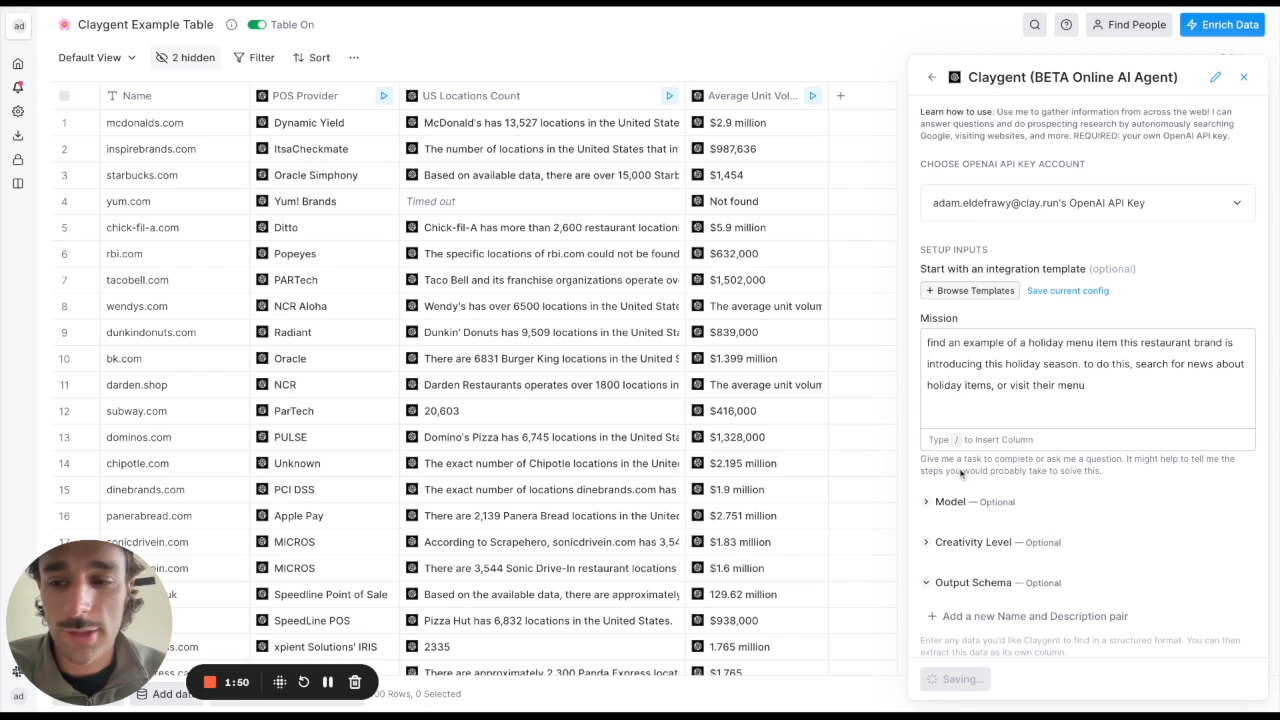 ad
Claygent Example Table
Table On
Find People
Enrich Data
Default View
2 hidden
Filter
Sort
Name
POS Provider
US Locations Count
Average Unit Vol...
1 mcdonalds.com Dynamic Yield McDonald's has 13,527 locations in the United State $2.9 million
2 inspirebrands.com ItsaCheckmate The number of locations in the United States that in $987,636
3 starbucks.com Oracle Simphony Based on available data, there are over 15,000 Starb $1,454
4 yum.com Yum! Brands Timed out Not found
5 chick-fil-a.com Ditto Chick-fil-A has more than 2,600 restaurant location $5.9 million
6 rbi.com Popeyes The specific locations of rbi.com could not be found $632,000
7 tacobell.com PARTech Taco Bell and its franchise organizations operate ov $1,502,000
8 wendys.com NCR Aloha Wendy's has over 6500 locations in the United Stat The average unit volum
9 dunkindonuts.com Radiant Dunkin' Donuts has 9,509 locations in the United Sta $839,000
10 bk.com Oracle There are 6831 Burger King locations in the United S $1.399 million
11 darden.shop NCR Darden Restaurants operates over 1800 locations in The average unit volum
12 subway.com ParTech 20,603 $416,000
13 dominos.com PULSE Domino's Pizza has 6,745 locations in the United Sta $1,328,000
14 chipotle.com Unknown The exact number of Chipotle locations in the Unite $2.195 million
15 dinebrands.com PCI DSS The exact number of locations dinebrands.com has $1.9 million
16 panerabread.com Apple Pay There are 2,139 Panera Bread locations in the United $2.751 million
sonicdrivein.com MICROS According to Scrapehero, sonicdrivein.com has 3,54 $1.83 million
MICROS There are 3,544 Sonic Drive-In restaurant locations $1.6 million
Speedline Point of Sale Based on the available data, there are approximately 129.62 million
SpeedLine POS Pizza Hut has 6,832 locations in the United States. $938,000
xpient Solutions' IRIS 2335 1.765 million
There are approximately 2,300 Panda Express locat $1.765
ad
Add dat
1:50
00 Rows, 0 Selected
Claygent (BETA Online AI Agent)
Learn how to use: Use me to gather information from across the web! I can
answer questions and do prospecting research by autonomously searching
Google, visiting websites, and more. REQUIRED: your own OpenAI API key.
CHOOSE OPENAI API KEY ACCOUNT
adam.eldefrawy@clay.run's OpenAI API Key
SETUP INPUTS
Start with an integration template (optional)
+ Browse Templates
Save current config
Mission
find an example of a holiday menu item this restaurant brand is
introducing this holiday season. to do this, search for news about
holiday items, or visit their menu
Type / to Insert Column
Give me a task to complete or ask me a question. It might help to tell me the
steps you would probably take to solve this.
Model — Optional
Creativity Level — Optional
Output Schema — Optional
+ Add a new Name and Description pair
Enter any data you'd like Claygent to find in a structured format. You can then
extract this data as its own column.
Saving...